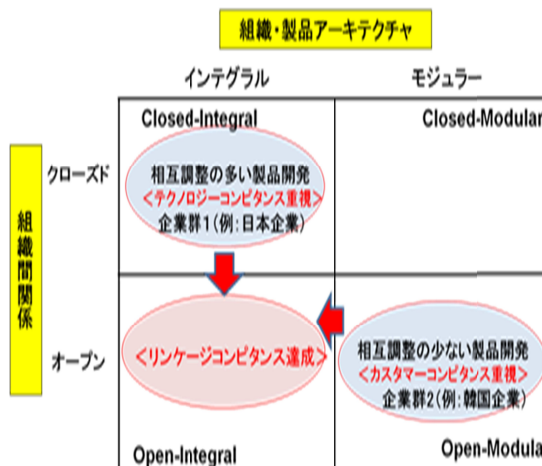 組織・製品アーキテクチャ
インテグラル
モジュラー
Closed-Integral
Closed-Modular
組織間関係
クローズド
相互調整の多い製品開発
<テクノロジーコンピタンス重視>
企業群1(例:日本企業)
オープン
<リンケージコンピタンス達成>
相互調整の少ない製品開発
<カスタマーコンピタンス重視>
企業群2(例:韓国企業)
Open-Integral
Open-Modular